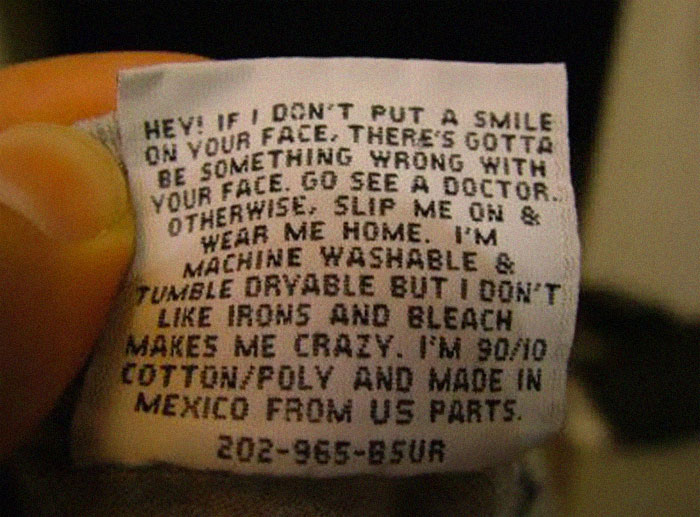 HEY! IF I DON'T PUT A SMILE
ON YOUR FACE, THERE'S GOTTA
BE SOMETHING WRONG WITH
YOUR FACE. GO SEE A DOCTOR.
OTHERWISE, SLIP ME ON &
WEAR ME HOME. I'M
MACHINE WASHABLE &
TUMBLE DRYABLE BUT I DON'T
LIKE IRONS AND BLEACH
MAKES ME CRAZY. I'M 90/10
COTTON/POLY AND MADE IN
MEXICO FROM US PARTS.
202-965-BSUR